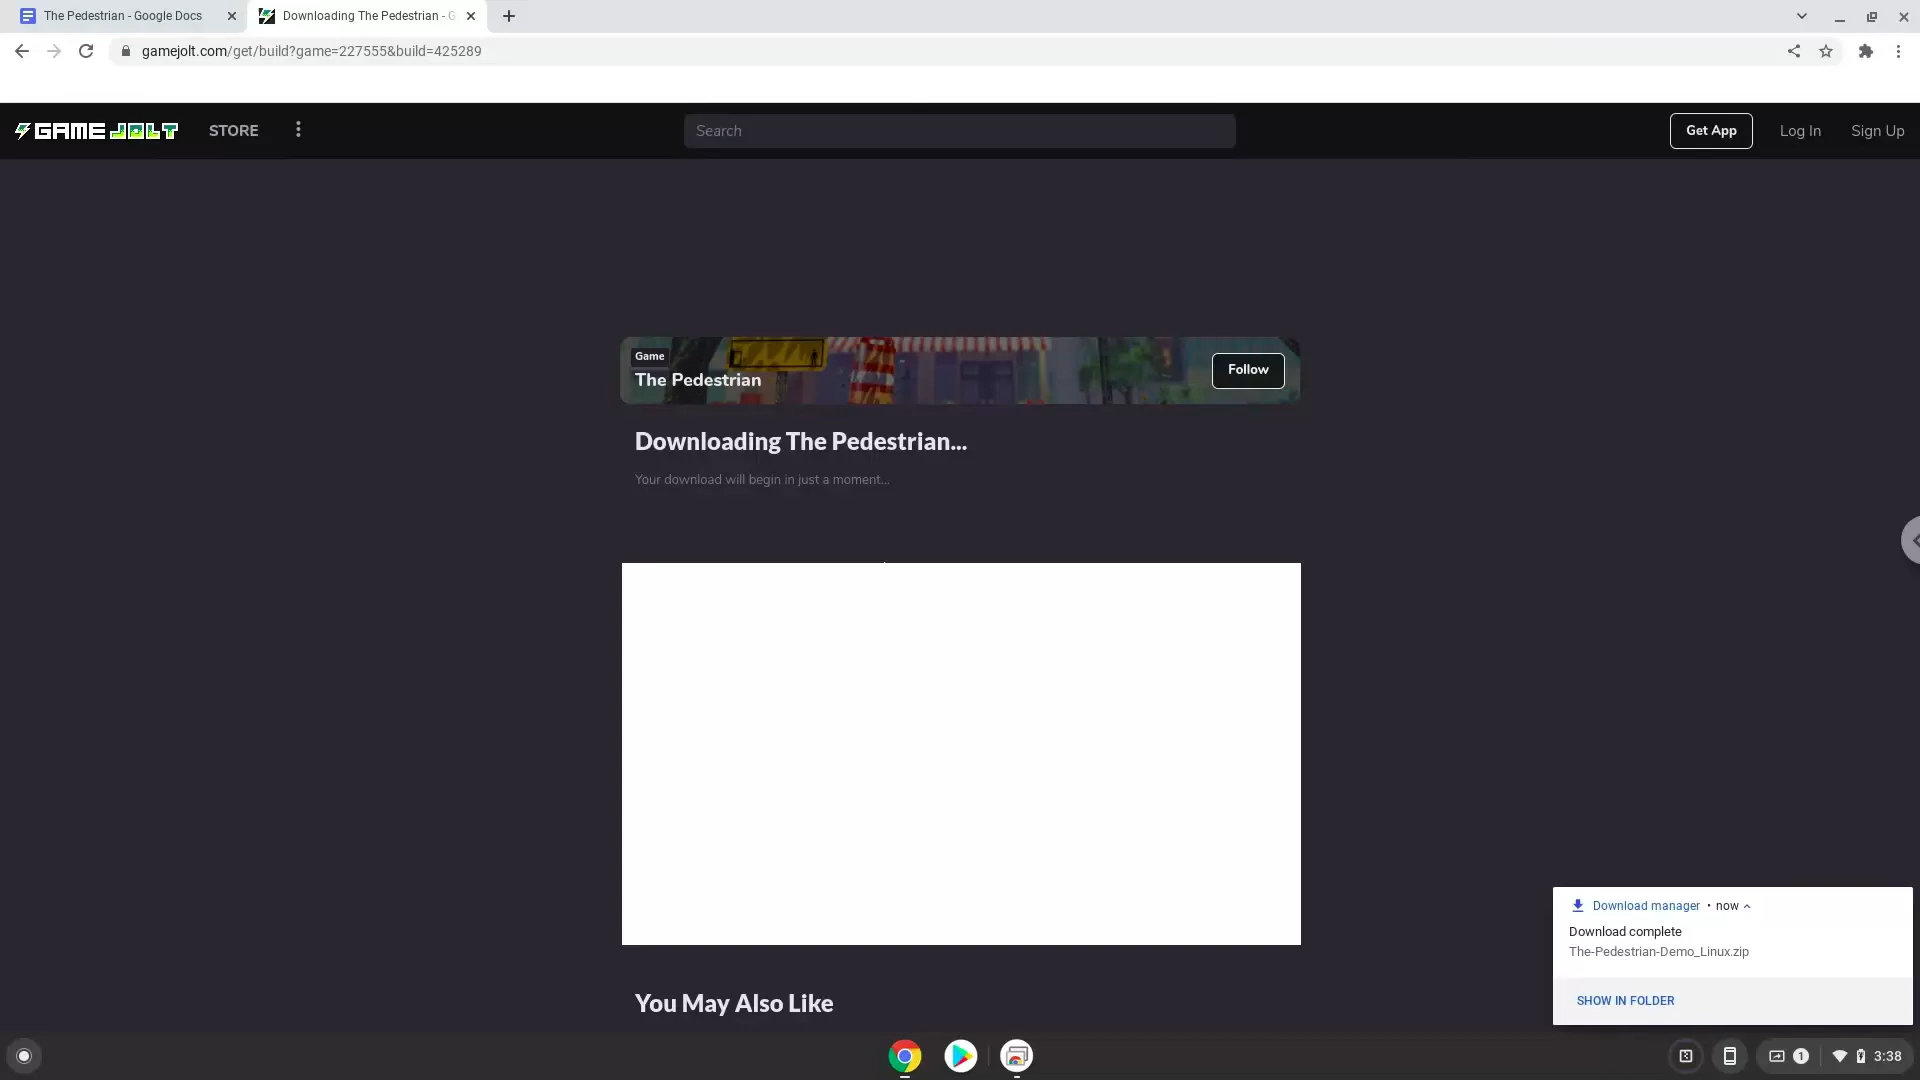 The Pedestrian - Google Docs
Downloading The Pedestrian - G
gamejolt.com/get/build?game=227555&build=425289
GAME JOLT
STORE
Search
Get App
Log In
Sign Up
Game
The Pedestrian
Follow
Downloading The Pedestrian...
Your download will begin in just a moment...
You May Also Like
Download manager • now
Download complete
The-Pedestrian-Demo_Linux.zip
SHOW IN FOLDER
1
3:38